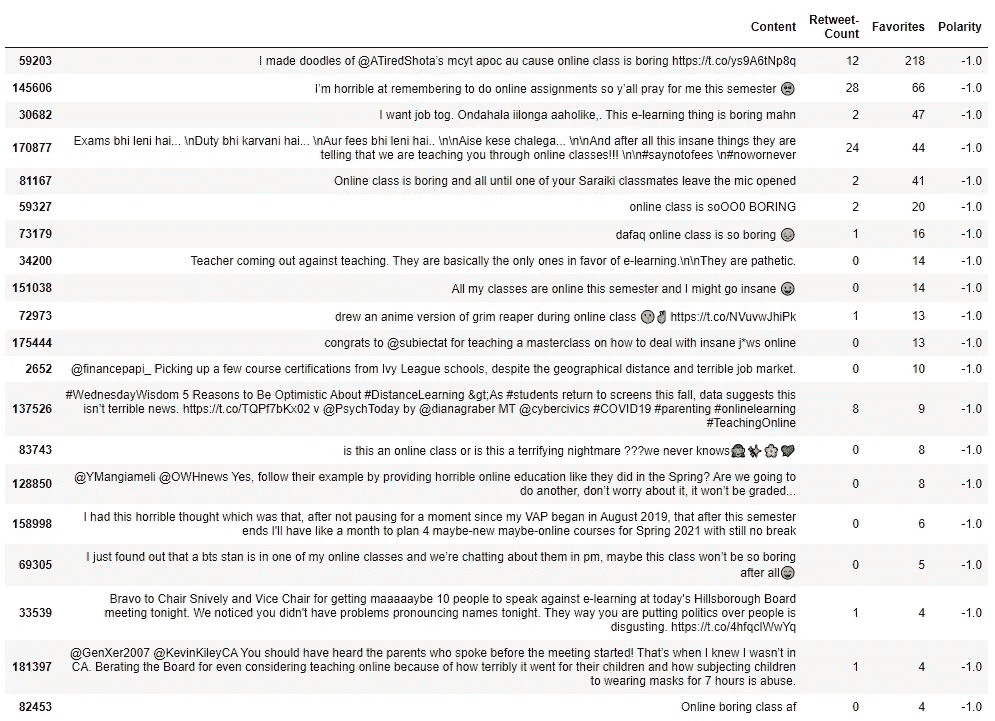 Content Retweet-Count Favorites Polarity
59203 I made doodles of @ATiredShota's mcyt apoc au cause online class is boring https://t.co/ys9A6tNp8q 12 218 -1.0
145606 I'm horrible at remembering to do online assignments so y'all pray for me this semester 28 66 -1.0
30682 I want job tog. Ondahala iilonga aaholike,. This e-learning thing is boring mahn 2 47 -1.0
170877 Exams bhi leni hai... \nDuty bhi karvani hai... \nAur fees bhi leni hai.. \n\nAise kese chalega... \n\nAnd after all this insane things they are
telling that we are teaching you through online classes!!! \n\n#saynotofees \n#nowornever 24 44 -1.0
81167 Online class is boring and all until one of your Saraiki classmates leave the mic opened 2 41 -1.0
59327 online class is soOO0 BORING 2 20 -1.0
73179 dafaq online class is so boring 1 16 -1.0
34200 Teacher coming out against teaching. They are basically the only ones in favor of e-learning.\n\nThey are pathetic. 0 14 -1.0
151038 All my classes are online this semester and I might go insane 0 14 -1.0
72973 drew an anime version of grim reaper during online class https://t.co/NVuvwJhiPk 1 13 -1.0
175444 congrats to @subiectat for teaching a masterclass on how to deal with insane j*ws online 0 13 -1.0
2652 @financepapi_ Picking up a few course certifications from Ivy League schools, despite the geographical distance and terrible job market. 0 10 -1.0
137526 #WednesdayWisdom 5 Reasons to Be Optimistic About #DistanceLearning &gt;As #students return to screens this fall, data suggests this
isn't terrible news. https://t.co/TQPf7bKx02 v @PsychToday by @dianagraber MT @cybercivics #COVID19 #parenting #onlinelearning
#TeachingOnline 8 9 -1.0
83743 is this an online class or is this a terrifying nightmare ???we never knows 0 8 -1.0
128850 @YMangiameli @OWHnews Yes, follow their example by providing horrible online education like they did in the Spring? Are we going to
do another, don't worry about it, it won't be graded... 0 8 -1.0
158998 I had this horrible thought which was that, after not pausing for a moment since my VAP began in August 2019, that after this semester
ends I'll have like a month to plan 4 maybe-new maybe-online courses for Spring 2021 with still no break 0 6 -1.0
69305 I just found out that a bts stan is in one of my online classes and we're chatting about them in pm, maybe this class won't be so boring
after all 0 5 -1.0
33539 Bravo to Chair Snively and Vice Chair for getting maaaaaybe 10 people to speak against e-learning at today's Hillsborough Board
meeting tonight. We noticed you didn't have problems pronouncing names tonight. They way you are putting politics over people is
disgusting. https://t.co/4hfqclWwYq 1 4 -1.0
181397 @GenXer2007 @KevinKileyCA You should have heard the parents who spoke before the meeting started! That's when I knew I wasn't in
CA. Berating the Board for even considering teaching online because of how terribly it went for their children and how subjecting children
to wearing masks for 7 hours is abuse. 1 4 -1.0
82453 Online boring class af 0 4 -1.0